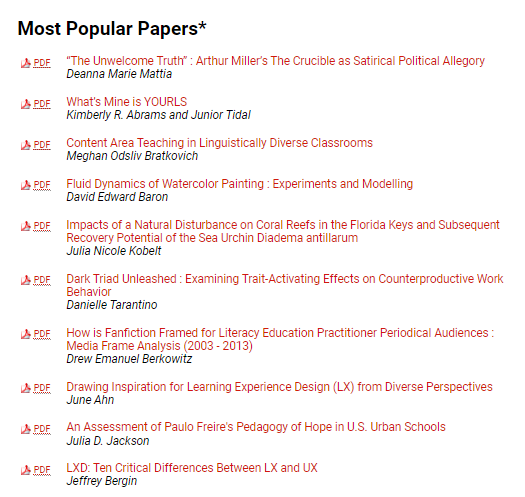 Most Popular Papers*
PDF "The Unwelcome Truth" : Arthur Miller's The Crucible as Satirical Political Allegory
Deanna Marie Mattia
PDF What's Mine is YOURLS
Kimberly R. Abrams and Junior Tidal
PDF Content Area Teaching in Linguistically Diverse Classrooms
Meghan Odsliv Bratkovich
PDF Fluid Dynamics of Watercolor Painting : Experiments and Modelling
David Edward Baron
PDF Impacts of a Natural Disturbance on Coral Reefs in the Florida Keys and Subsequent
Recovery Potential of the Sea Urchin Diadema antillarum
Julia Nicole Kobelt
PDF Dark Triad Unleashed : Examining Trait-Activating Effects on Counterproductive Work
Behavior
Danielle Tarantino
PDF How is Fanfiction Framed for Literacy Education Practitioner Periodical Audiences :
Media Frame Analysis (2003 - 2013)
Drew Emanuel Berkowitz
PDF Drawing Inspiration for Learning Experience Design (LX) from Diverse Perspectives
June Ahn
PDF An Assessment of Paulo Freire's Pedagogy of Hope in U.S. Urban Schools
Julia D. Jackson
PDF LXD: Ten Critical Differences Between LX and UX
Jeffrey Bergin